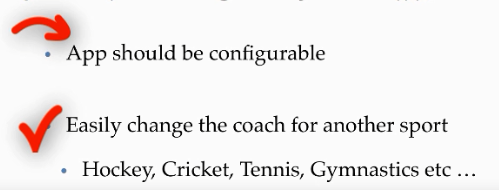 • App should be configurable
Easily change the coach for another sport
• Hockey, Cricket, Tennis, Gymnastics etc ...